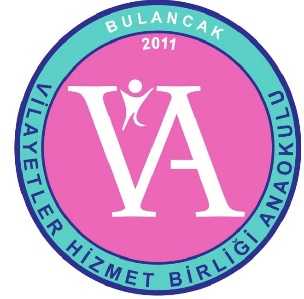 BULANCAK
2011
VA
VİLAYETLER HİZMET BİRLİĞİ ANAOKULU